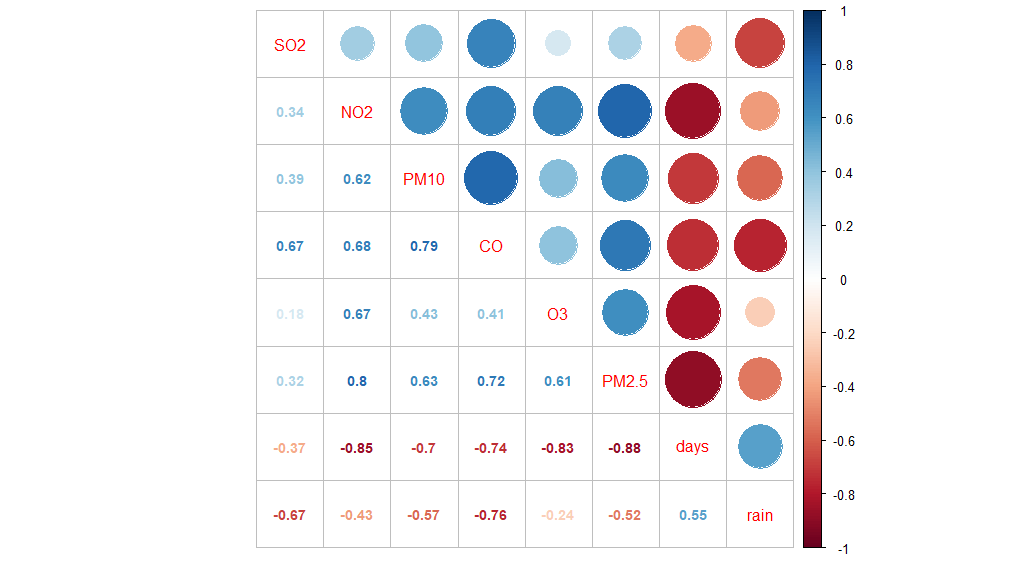 SO2
0.34 NO2
0.39 0.62 PM10
0.67 0.68 0.79 CO
0.18 0.67 0.43 0.41 O3
0.32 0.8 0.63 0.72 0.61 PM2.5
-0.37 -0.85 -0.7 -0.74 -0.83 -0.88 days
-0.67 -0.43 -0.57 -0.76 -0.24 -0.52 0.55 rain
1
0.8
0.6
0.4
0.2
0
-0.2
-0.4
-0.6
-0.8
-1